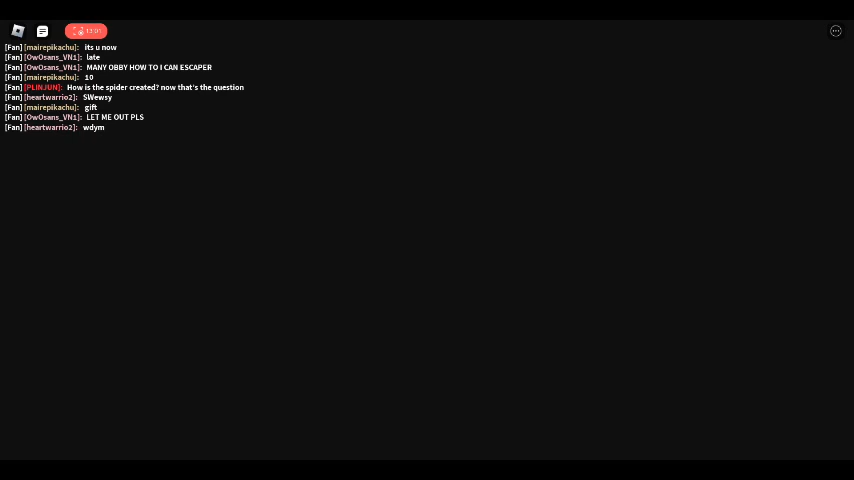 [Fan] [mairepikachu]: its u now
[Fan] [OwOsans_VN1]: late
[Fan] [OwOsans_VN1]: MANY OBBY HOW TO I CAN ESCAPER
[Fan] [mairepikachu]: 10
[Fan] [PLINJUN]: How is the spider created? now that's the question
[Fan] [heartwarrio2]: SWewsy
[Fan] [mairepikachu]: gift
[Fan] [OwOsans_VN1]: LET ME OUT PLS
[Fan] [heartwarrio2]: wdym